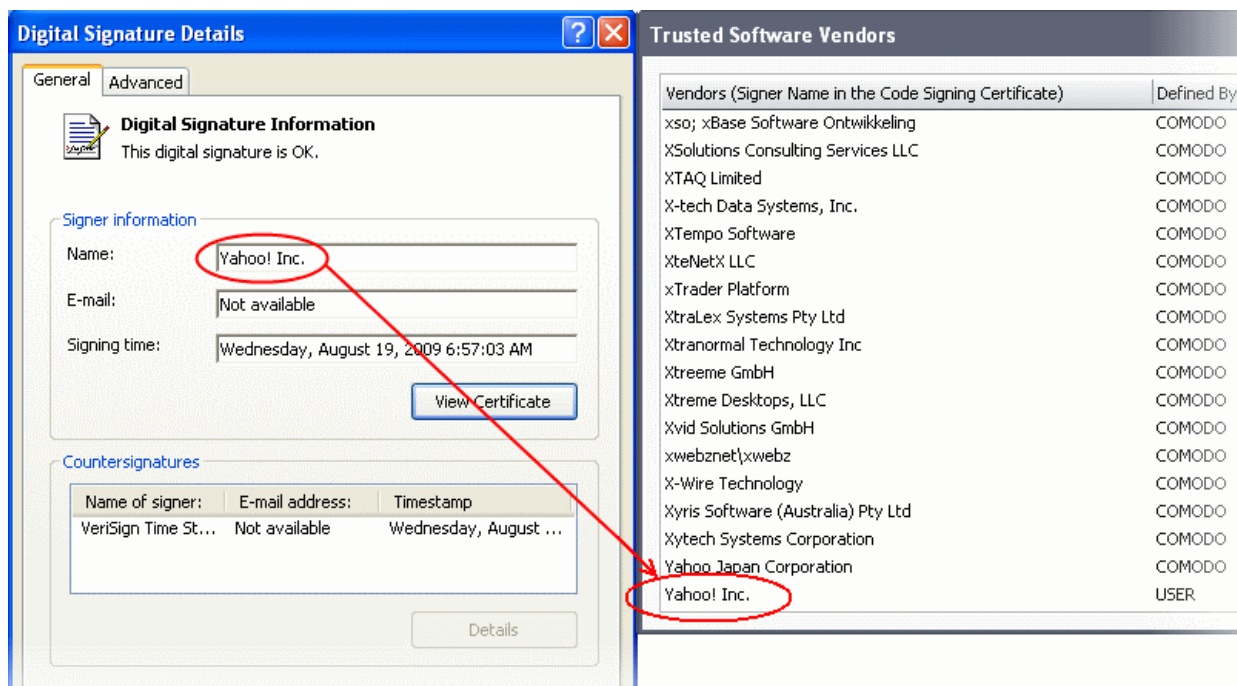 Digital Signature Details
General Advanced
Digital Signature Information
This digital signature is OK.
Signer information
Name: Yahoo! Inc.
E-mail: Not available
Signing time: Wednesday, August 19, 2009 6:57:03 AM
View Certificate
Countersignatures
Name of signer: E-mail address: Timestamp
VeriSign Time St... Not available Wednesday, August ...
Details
Trusted Software Vendors
Vendors (Signer Name in the Code Signing Certificate) Defined By
xso; xBase Software Ontwikkeling COMODO
XSolutions Consulting Services LLC COMODO
XTAQ Limited COMODO
X-tech Data Systems, Inc. COMODO
XTempo Software COMODO
XteNetX LLC COMODO
xTrader Platform COMODO
XtraLex Systems Pty Ltd COMODO
Xtranormal Technology Inc COMODO
Xtreeme GmbH COMODO
Xtreme Desktops, LLC COMODO
Xvid Solutions GmbH COMODO
xwebznet\xwebz COMODO
X-Wire Technology COMODO
Xyris Software (Australia) Pty Ltd COMODO
Xytech Systems Corporation COMODO
Yahoo Japan Corporation COMODO
Yahoo! Inc. USER